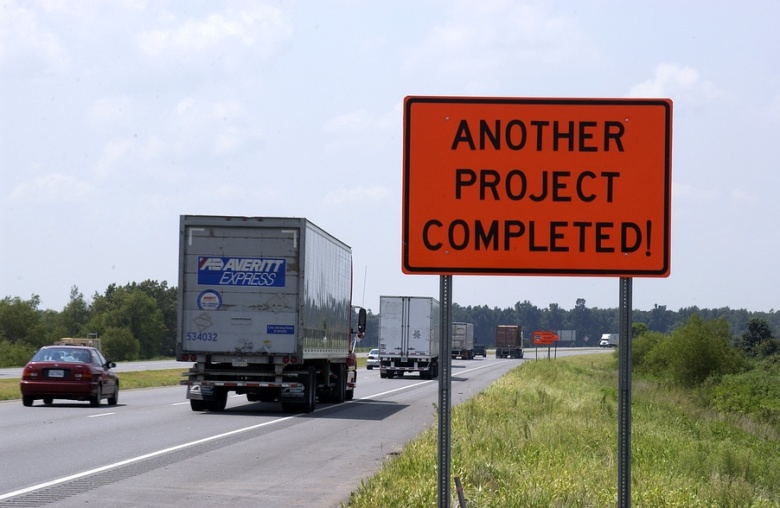 ANOTHER
PROJECT
COMPLETED!
AVERITT
EXPRESS
534032